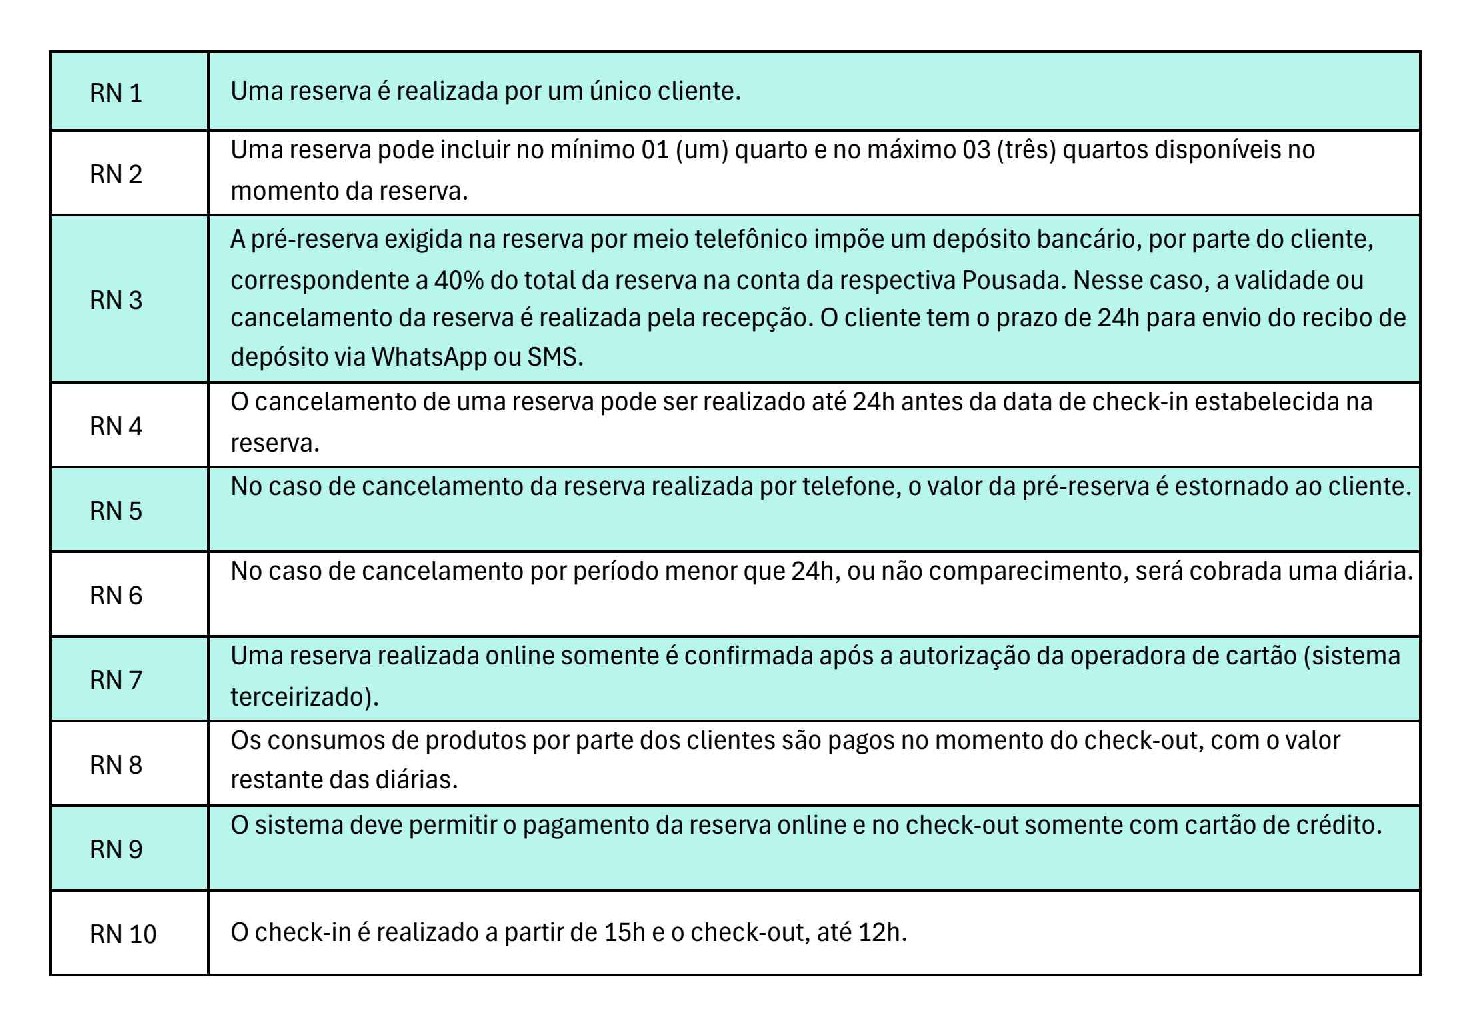 RN 1
Uma reserva é realizada por um único cliente.
RN 2
Uma reserva pode incluir no mínimo 01 (um) quarto e no máximo 03 (três) quartos disponíveis no
momento da reserva.
RN 3
A pré-reserva exigida na reserva por meio telefônico impõe um depósito bancário, por parte do cliente,
correspondente a 40% do total da reserva na conta da respectiva Pousada. Nesse caso, a validade ou
cancelamento da reserva é realizada pela recepção. O cliente tem o prazo de 24h para envio do recibo de
depósito via WhatsApp ou SMS.
RN 4
O cancelamento de uma reserva pode ser realizado até 24h antes da data de check-in estabelecida na
reserva.
RN 5
No caso de cancelamento da reserva realizada por telefone, o valor da pré-reserva é estornado ao cliente.
RN 6
No caso de cancelamento por período menor que 24h, ou não comparecimento, será cobrada uma diária.
RN 7
Uma reserva realizada online somente é confirmada após a autorização da operadora de cartão (sistema
terceirizado).
RN 8
Os consumos de produtos por parte dos clientes são pagos no momento do check-out, com o valor
restante das diárias.
RN 9
O sistema deve permitir o pagamento da reserva online e no check-out somente com cartão de crédito.
RN 10
O check-in é realizado a partir de 15h e o check-out, até 12h.